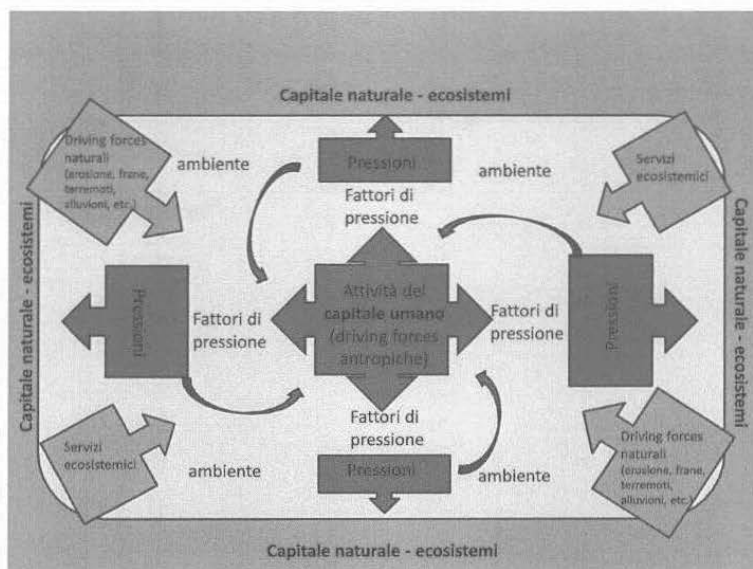 Capitale naturale - ecosistemi
Driving forces
naturali
(erosione, frane,
terremoti,
alluvioni, etc.)
ambiente
Pressioni
ambiente
Servizi
ecosistemici
Fattori di
pressione
Capitale naturale - ecosistemi
Pressioni
Fattori di
pressione
Attività del
capitale umano
(driving forces
antropiche)
Fattori di
pressione
Pressioni
Capitale naturale - ecosistemi
Fattori di
pressione
Servizi
ecosistemici
ambiente
Pressioni
ambiente
Driving forces
naturali
(erosione, frane,
terremoti,
alluvioni, etc.)
Capitale naturale - ecosistemi